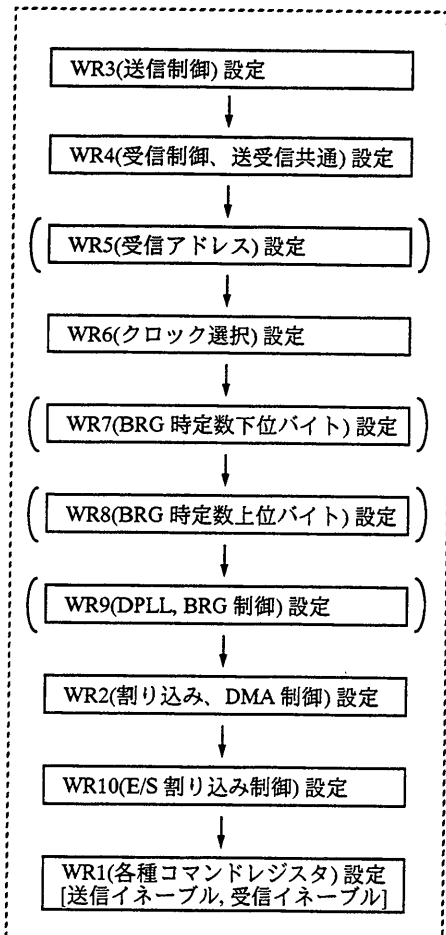 WR3(送信制御) 設定
WR4(受信制御、送受信共通) 設定
WR5(受信アドレス) 設定
WR6(クロック選択) 設定
WR7(BRG 時定数下位バイト) 設定
WR8(BRG 時定数上位バイト) 設定
WR9(DPLL, BRG 制御) 設定
WR2(割り込み、DMA 制御) 設定
WR10(E/S 割り込み制御) 設定
WR1(各種コマンドレジスタ) 設定
[送信イネーブル, 受信イネーブル]